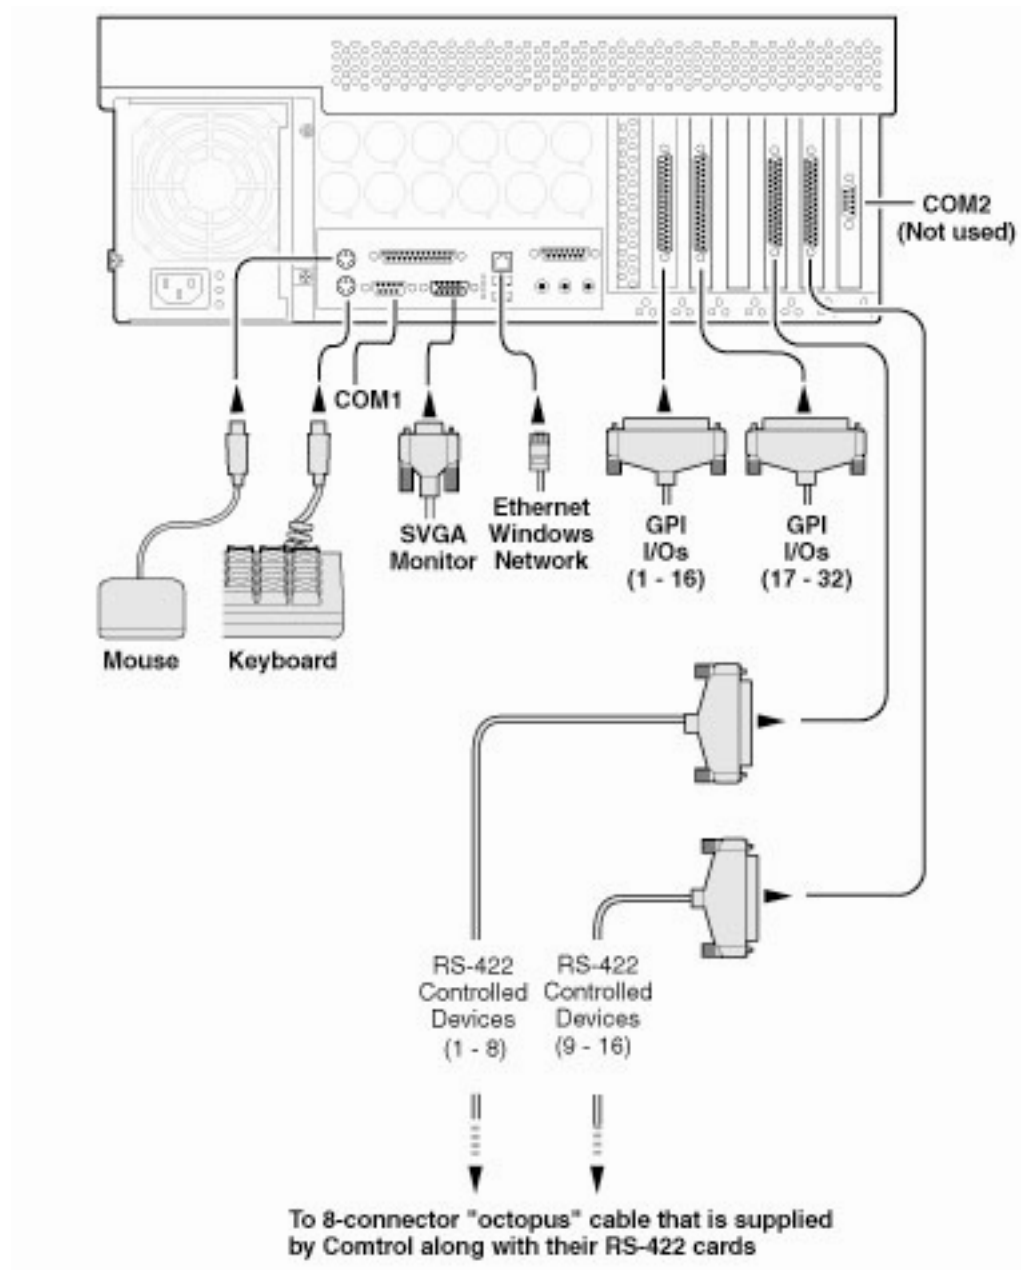 COM2
(Not used)
COM1
SVGA
Monitor
Ethernet
Windows
Network
GPI
I/Os
(1 - 16)
GPI
I/Os
(17 - 32)
Mouse
Keyboard
RS-422
Controlled
Devices
(1 - 8)
RS-422
Controlled
Devices
(9 - 16)
To 8-connector "octopus" cable that is supplied
by Comtrol along with their RS-422 cards